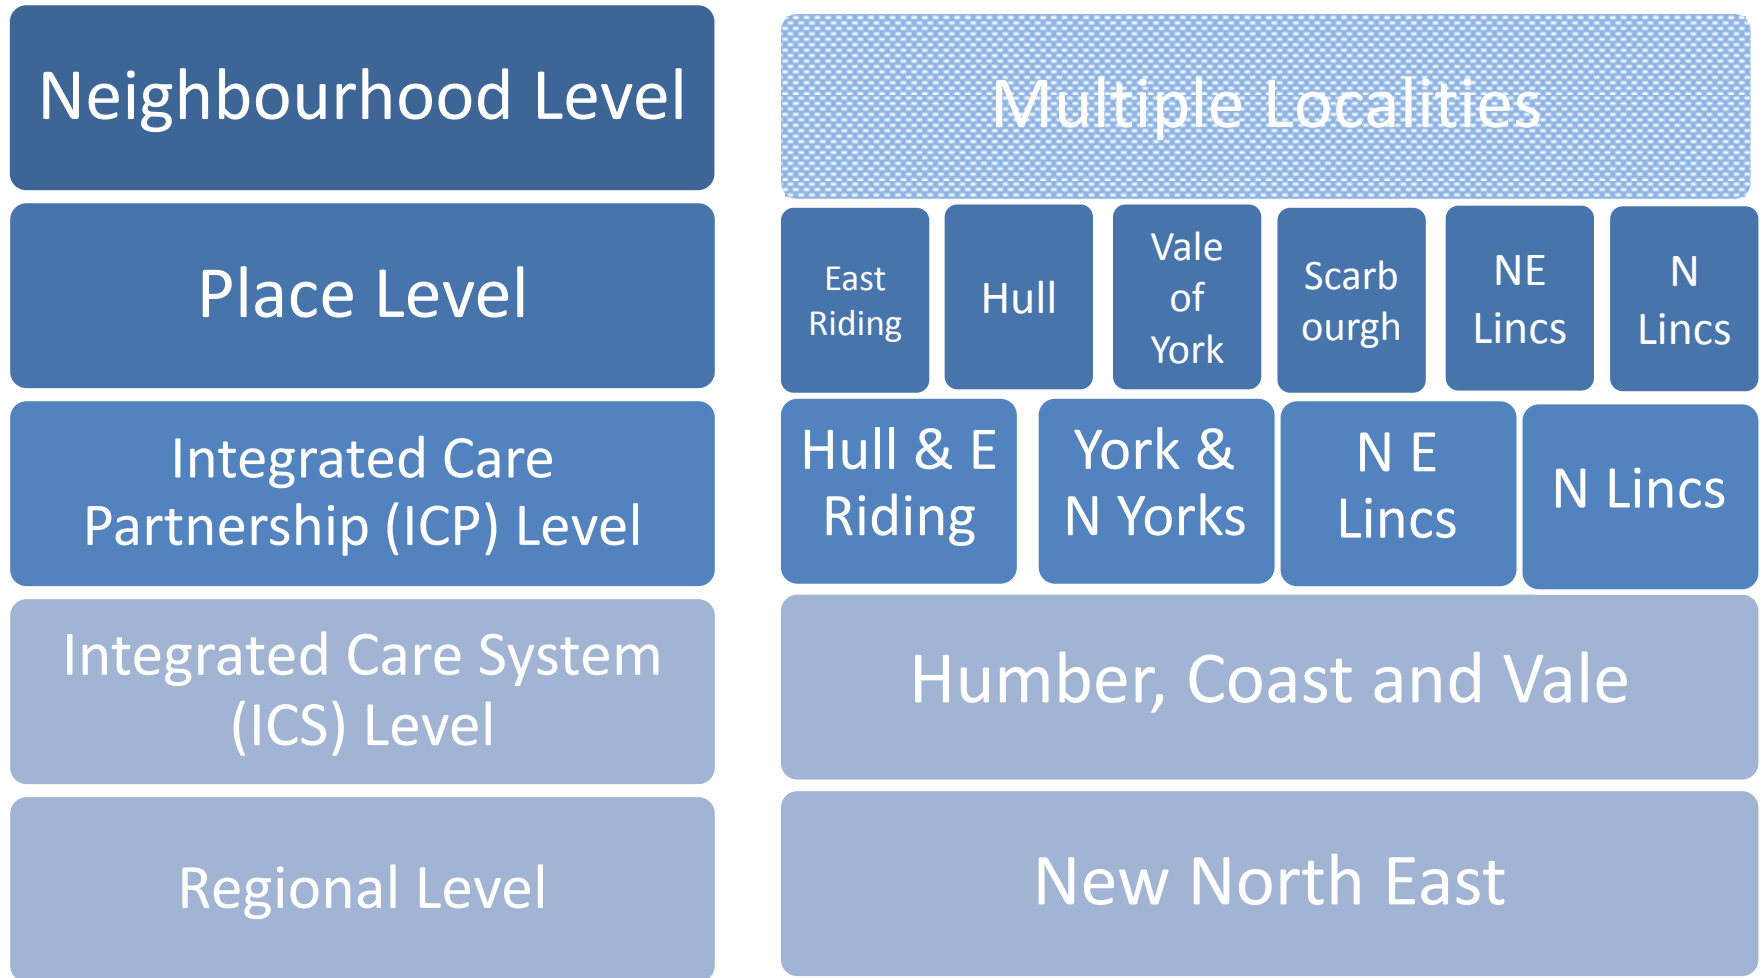 Neighbourhood Level
Multiple Localities
Place Level
East
Riding
Hull
Vale
of
York
Scarb
ourgh
NE
Lincs
N
Lincs
Integrated Care
Partnership (ICP) Level
Hull & E
Riding
York &
N Yorks
N E
Lincs
N Lincs
Integrated Care System
(ICS) Level
Humber, Coast and Vale
Regional Level
New North East